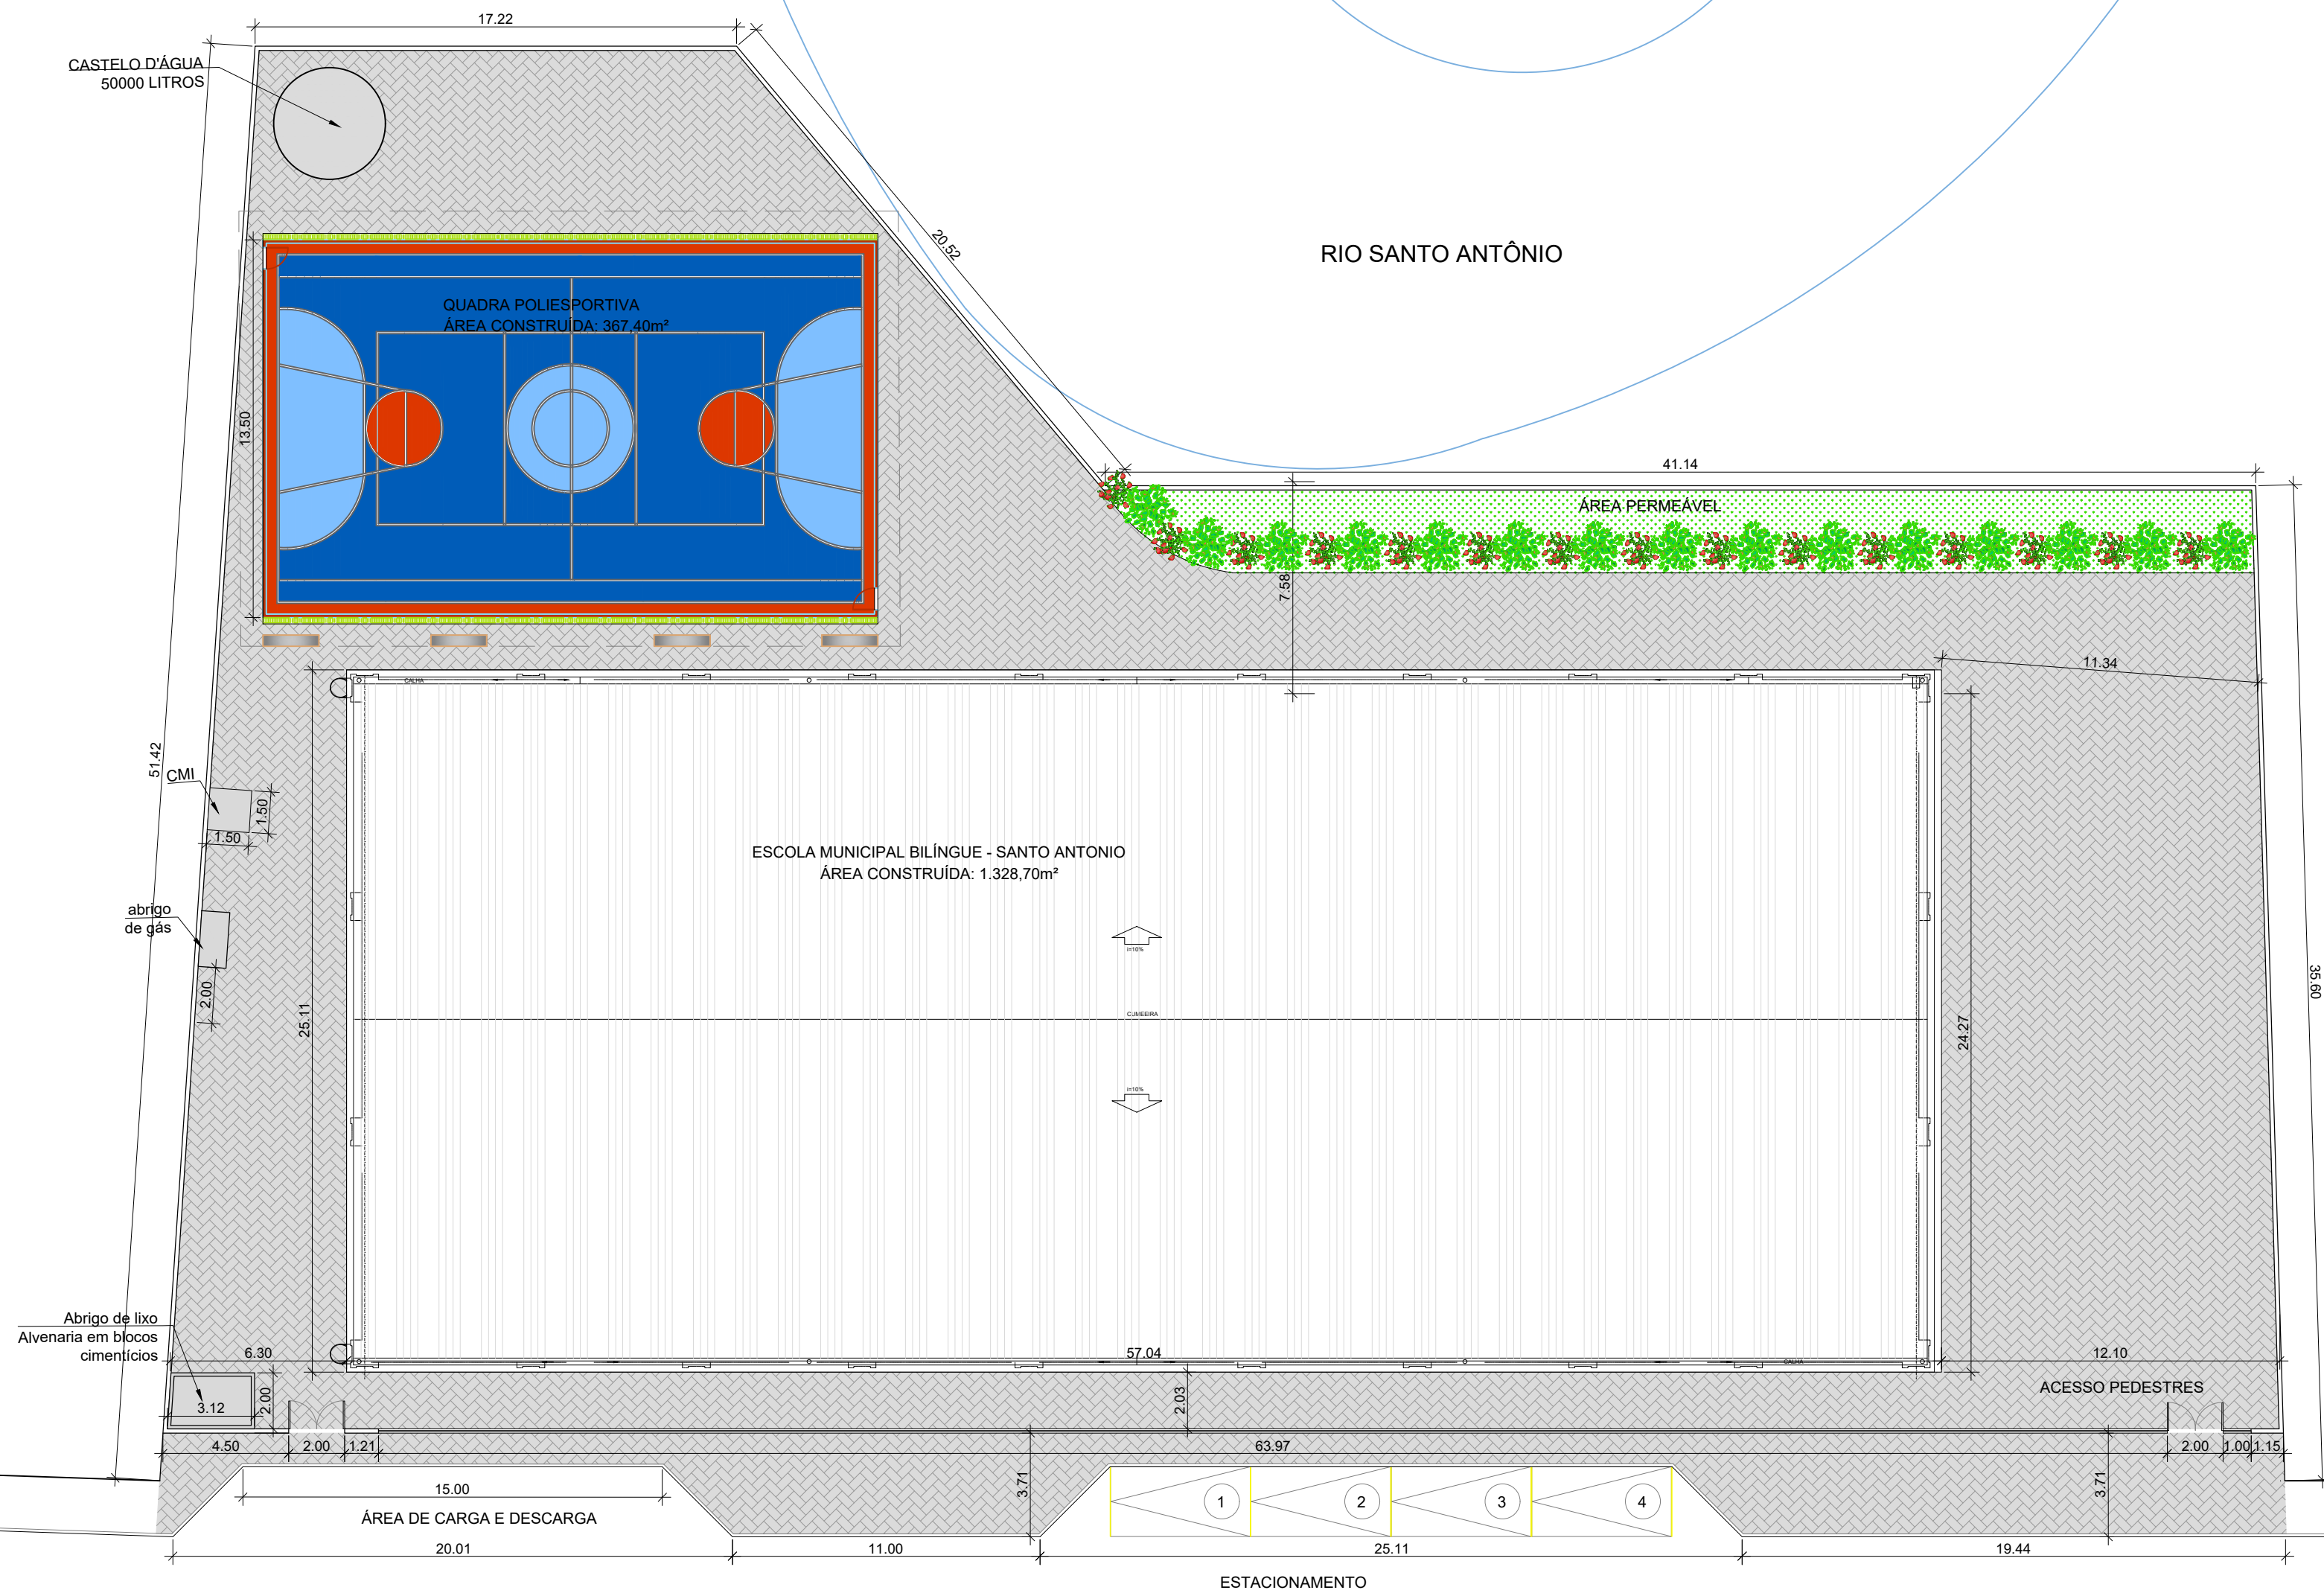 17.22
CASTELO D'ÁGUA
50000 LITROS
20.52
RIO SANTO ANTÔNIO
QUADRA POLIESPORTIVA
ÁREA CONSTRUÍDA: 367,40m²
13.50
41.14
ÁREA PERMEÁVEL
7.58
11.34
CALHA
51.42
CMI
1.50
1.50
ESCOLA MUNICIPAL BILÍNGUE - SANTO ANTONIO
ÁREA CONSTRUÍDA: 1.328,70m²
abrigo
de gás
i=10%
2.00
25.11
CUMEEIRA
24.27
35.60
i=10%
Abrigo de lixo
Alvenaria em blocos
cimentícios
6.30
57.04
CALHA
12.10
ACESSO PEDESTRES
3.12
2.00
2.03
4.50
2.00
1.21
63.97
2.00
1.00
1.15
15.00
3.71
1
2
3
4
3.71
ÁREA DE CARGA E DESCARGA
20.01
11.00
25.11
19.44
ESTACIONAMENTO